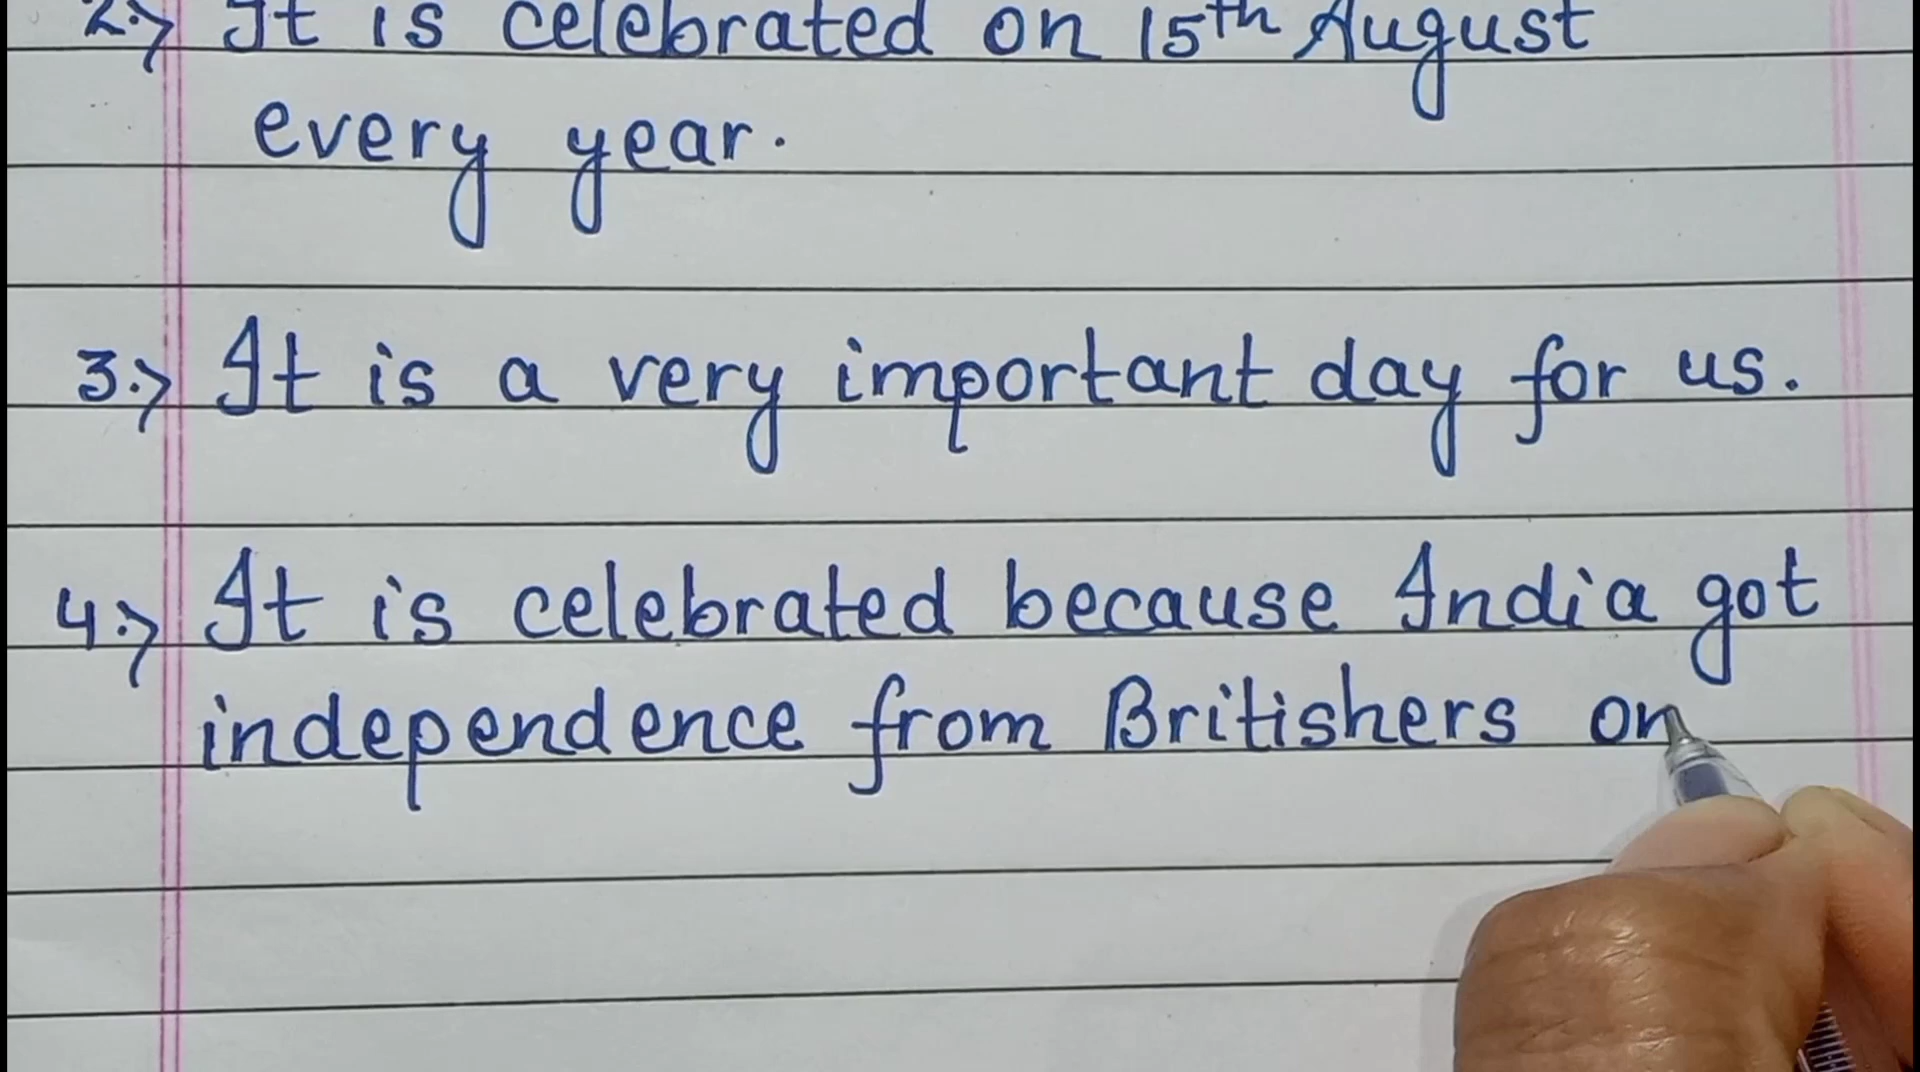 2.> It is celebrated on 15th August
every year.
3.> It is a very important day for us.
4.> It is celebrated because India got
independence from Britishers on